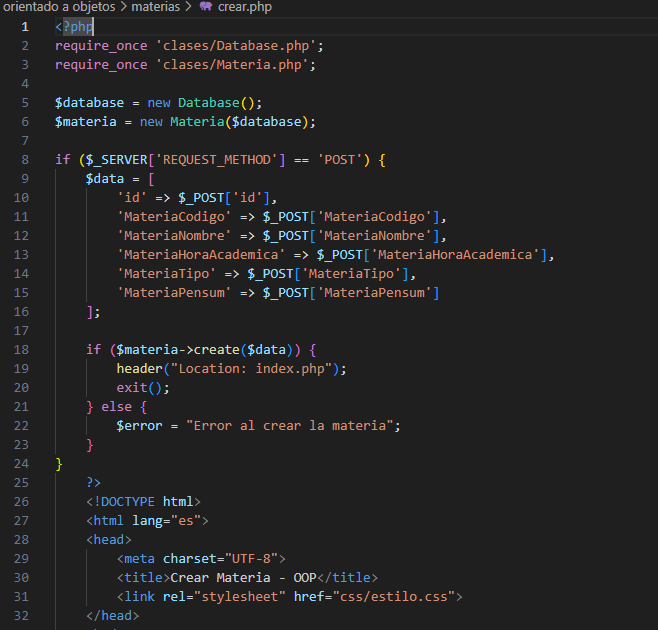 orientado a objetos > materias > crear.php
1 <?php
2 require_once 'clases/Database.php';
3 require_once 'clases/Materia.php';
4
5 $database = new Database();
6 $materia = new Materia($database);
7
8 if ($_SERVER['REQUEST_METHOD'] == 'POST') {
9 $data = [
10 'id' => $_POST['id'],
11 'MateriaCodigo' => $_POST['MateriaCodigo'],
12 'MateriaNombre' => $_POST['MateriaNombre'],
13 'MateriaHoraAcademica' => $_POST['MateriaHoraAcademica'],
14 'MateriaTipo' => $_POST['MateriaTipo'],
15 'MateriaPensum' => $_POST['MateriaPensum']
16 ];
17
18 if ($materia->create($data)) {
19 header("Location: index.php");
20 exit();
21 } else {
22 $error = "Error al crear la materia";
23 }
24 }
25 ?>
26 <!DOCTYPE html>
27 <html lang="es">
28 <head>
29 <meta charset="UTF-8">
30 <title>Crear Materia - OOP</title>
31 <link rel="stylesheet" href="css/estilo.css">
32 </head>